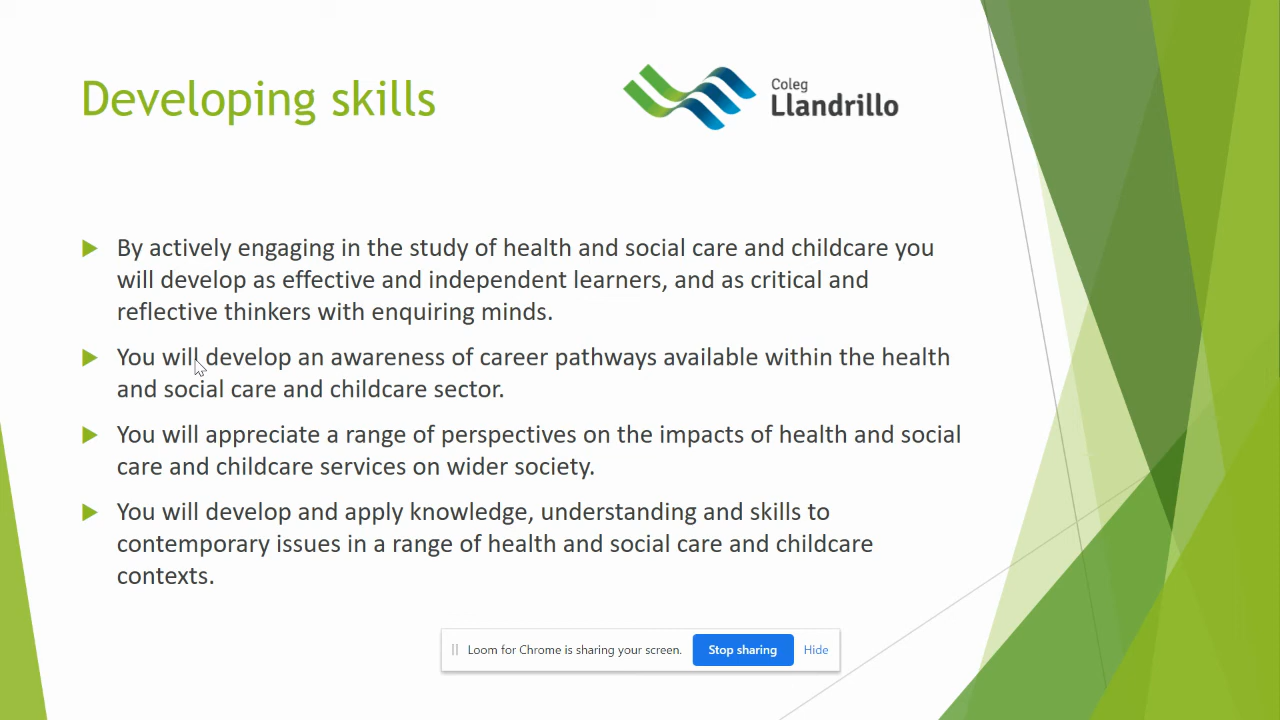 Developing skills
Coleg
Llandrillo
By actively engaging in the study of health and social care and childcare you
will develop as effective and independent learners, and as critical and
reflective thinkers with enquiring minds.
You will develop an awareness of career pathways available within the health
and social care and childcare sector.
You will appreciate a range of perspectives on the impacts of health and social
care and childcare services on wider society.
You will develop and apply knowledge, understanding and skills to
contemporary issues in a range of health and social care and childcare
contexts.
Loom for Chrome is sharing your screen. Stop sharing Hide